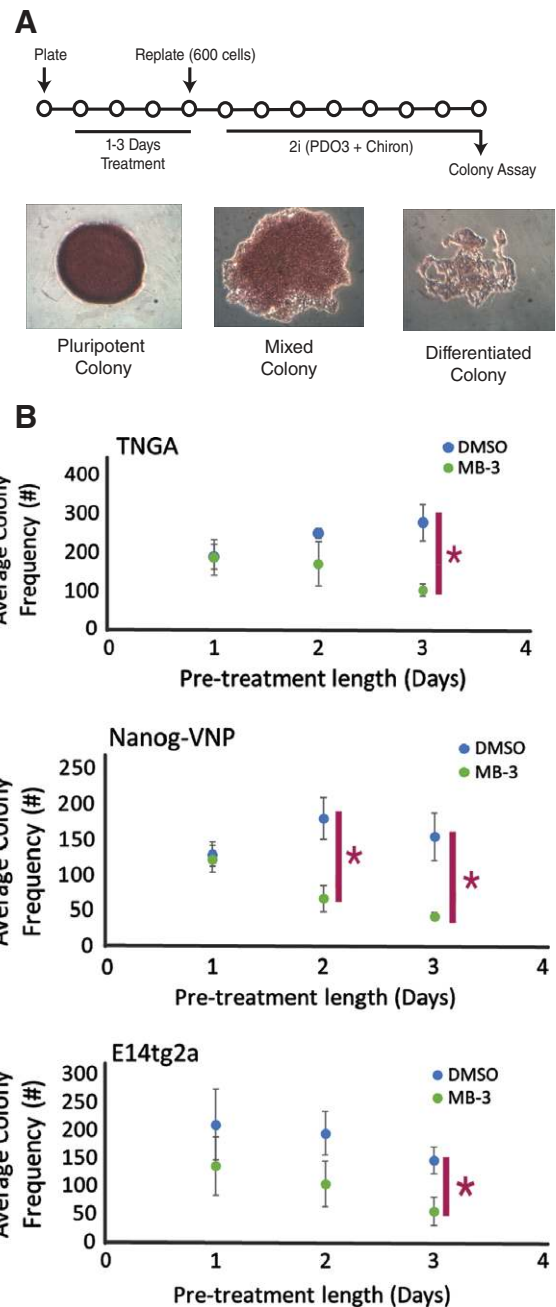 A
Plate
Replate (600 cells)
1-3 Days
Treatment
2i (PDO3 + Chiron)
Colony Assay
Pluripotent
Colony
Mixed
Colony
Differentiated
Colony
B
TNGA
DMSO
MB-3
Average Colony
Frequency (#)
400
300
200
100
0
*
0 1 2 3 4
Pre-treatment length (Days)
Nanog-VNP
DMSO
MB-3
Average Colony
Frequency (#)
250
200
150
100
50
0
*
*
0 1 2 3 4
Pre-treatment length (Days)
E14tg2a
DMSO
MB-3
Average Colony
Frequency (#)
300
250
200
150
100
50
0
*
0 1 2 3 4
Pre-treatment length (Days)